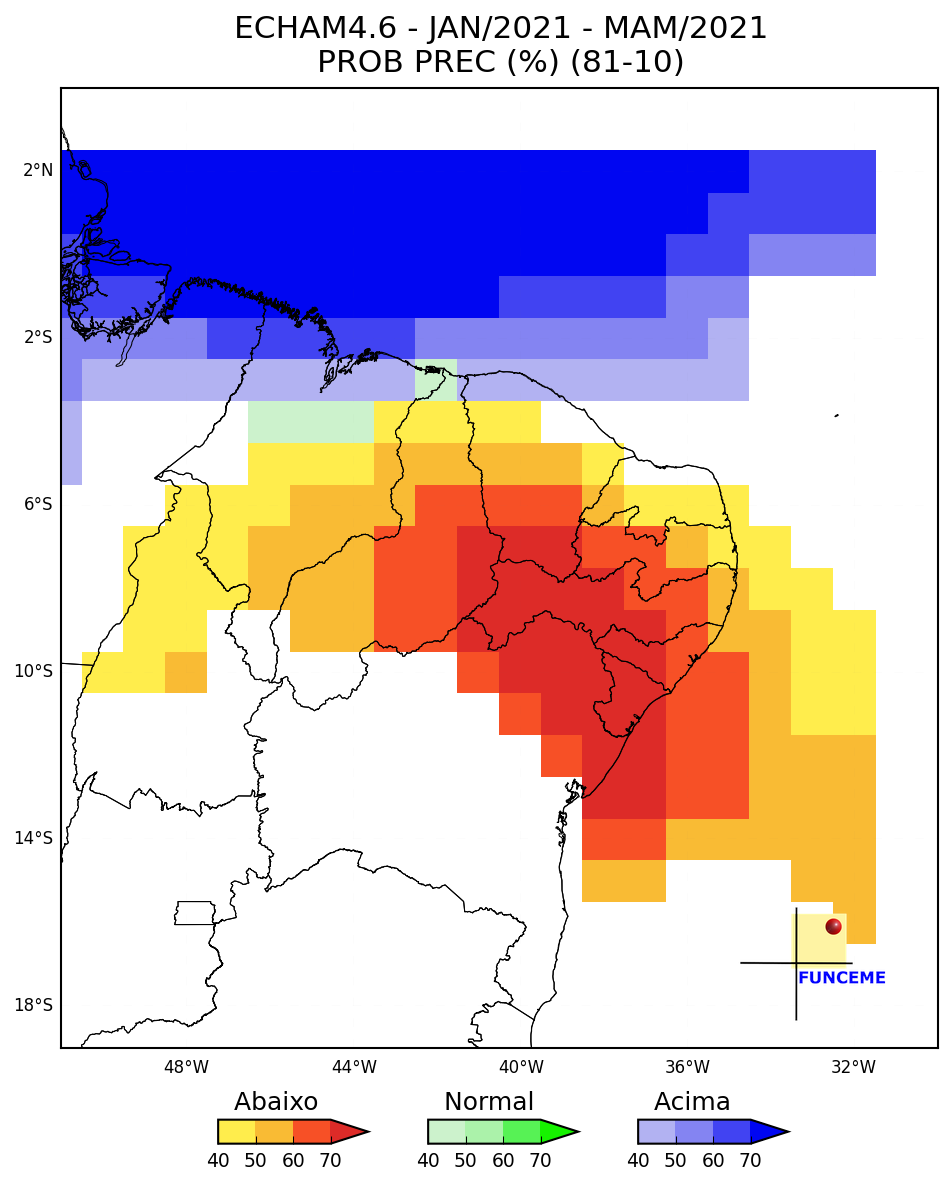 ECHAM4.6 - JAN/2021 - MAM/2021
PROB PREC (%) (81-10)
2°N
2°S
6°S
10°S
14°S
18°S
FUNCEME
48°W 44°W 40°W 36°W 32°W
Abaixo Normal Acima
40 50 60 70 40 50 60 70 40 50 60 70